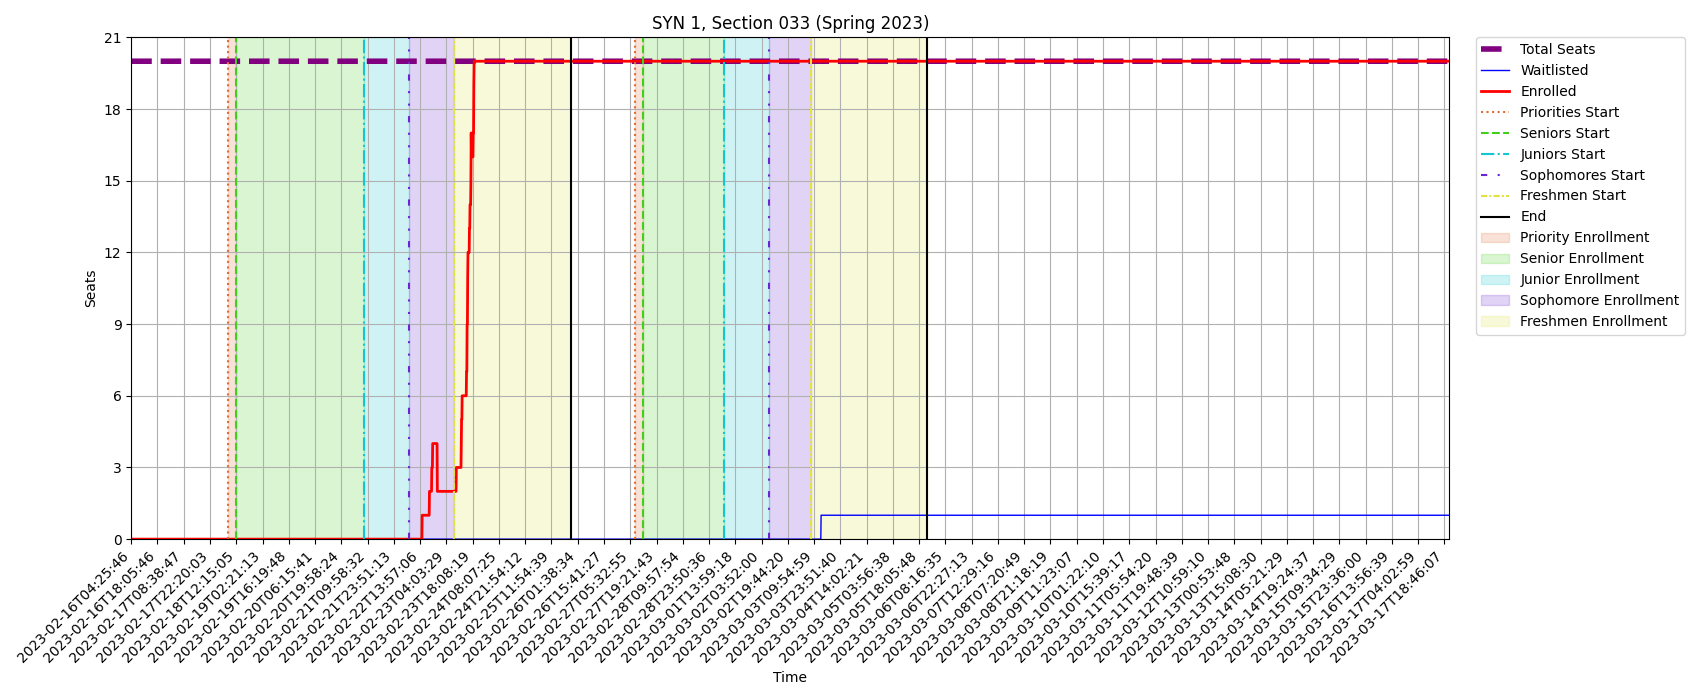 SYN 1, Section 033 (Spring 2023)
21
18
15
12
9
6
3
0
Seats
2023-02-16T04:25:46
2023-02-16T18:05:46
2023-02-17T08:38:47
2023-02-17T22:20:03
2023-02-18T12:15:05
2023-02-19T02:21:13
2023-02-19T16:19:48
2023-02-20T06:15:41
2023-02-20T19:58:24
2023-02-21T09:58:32
2023-02-21T23:51:13
2023-02-22T13:57:06
2023-02-23T04:03:29
2023-02-23T18:08:19
2023-02-24T08:07:25
2023-02-24T21:54:12
2023-02-25T11:54:39
2023-02-26T01:38:34
2023-02-26T15:41:27
2023-02-27T05:32:55
2023-02-27T19:21:43
2023-02-28T09:57:54
2023-02-28T23:50:36
2023-03-01T13:59:18
2023-03-02T03:52:00
2023-03-02T19:44:20
2023-03-03T09:54:59
2023-03-03T23:51:40
2023-03-04T14:02:21
2023-03-05T03:56:38
2023-03-05T18:05:48
2023-03-06T08:16:35
2023-03-06T22:27:13
2023-03-07T12:29:16
2023-03-08T07:20:49
2023-03-08T21:18:19
2023-03-09T11:23:07
2023-03-10T01:22:10
2023-03-10T15:39:17
2023-03-11T05:54:20
2023-03-11T19:48:39
2023-03-12T10:59:10
2023-03-13T00:53:48
2023-03-13T15:08:30
2023-03-14T05:21:29
2023-03-14T19:24:37
2023-03-15T09:34:29
2023-03-15T23:36:00
2023-03-16T13:56:39
2023-03-17T04:02:59
2023-03-17T18:46:07
Time
Total Seats
Waitlisted
Enrolled
Priorities Start
Seniors Start
Juniors Start
Sophomores Start
Freshmen Start
End
Priority Enrollment
Senior Enrollment
Junior Enrollment
Sophomore Enrollment
Freshmen Enrollment